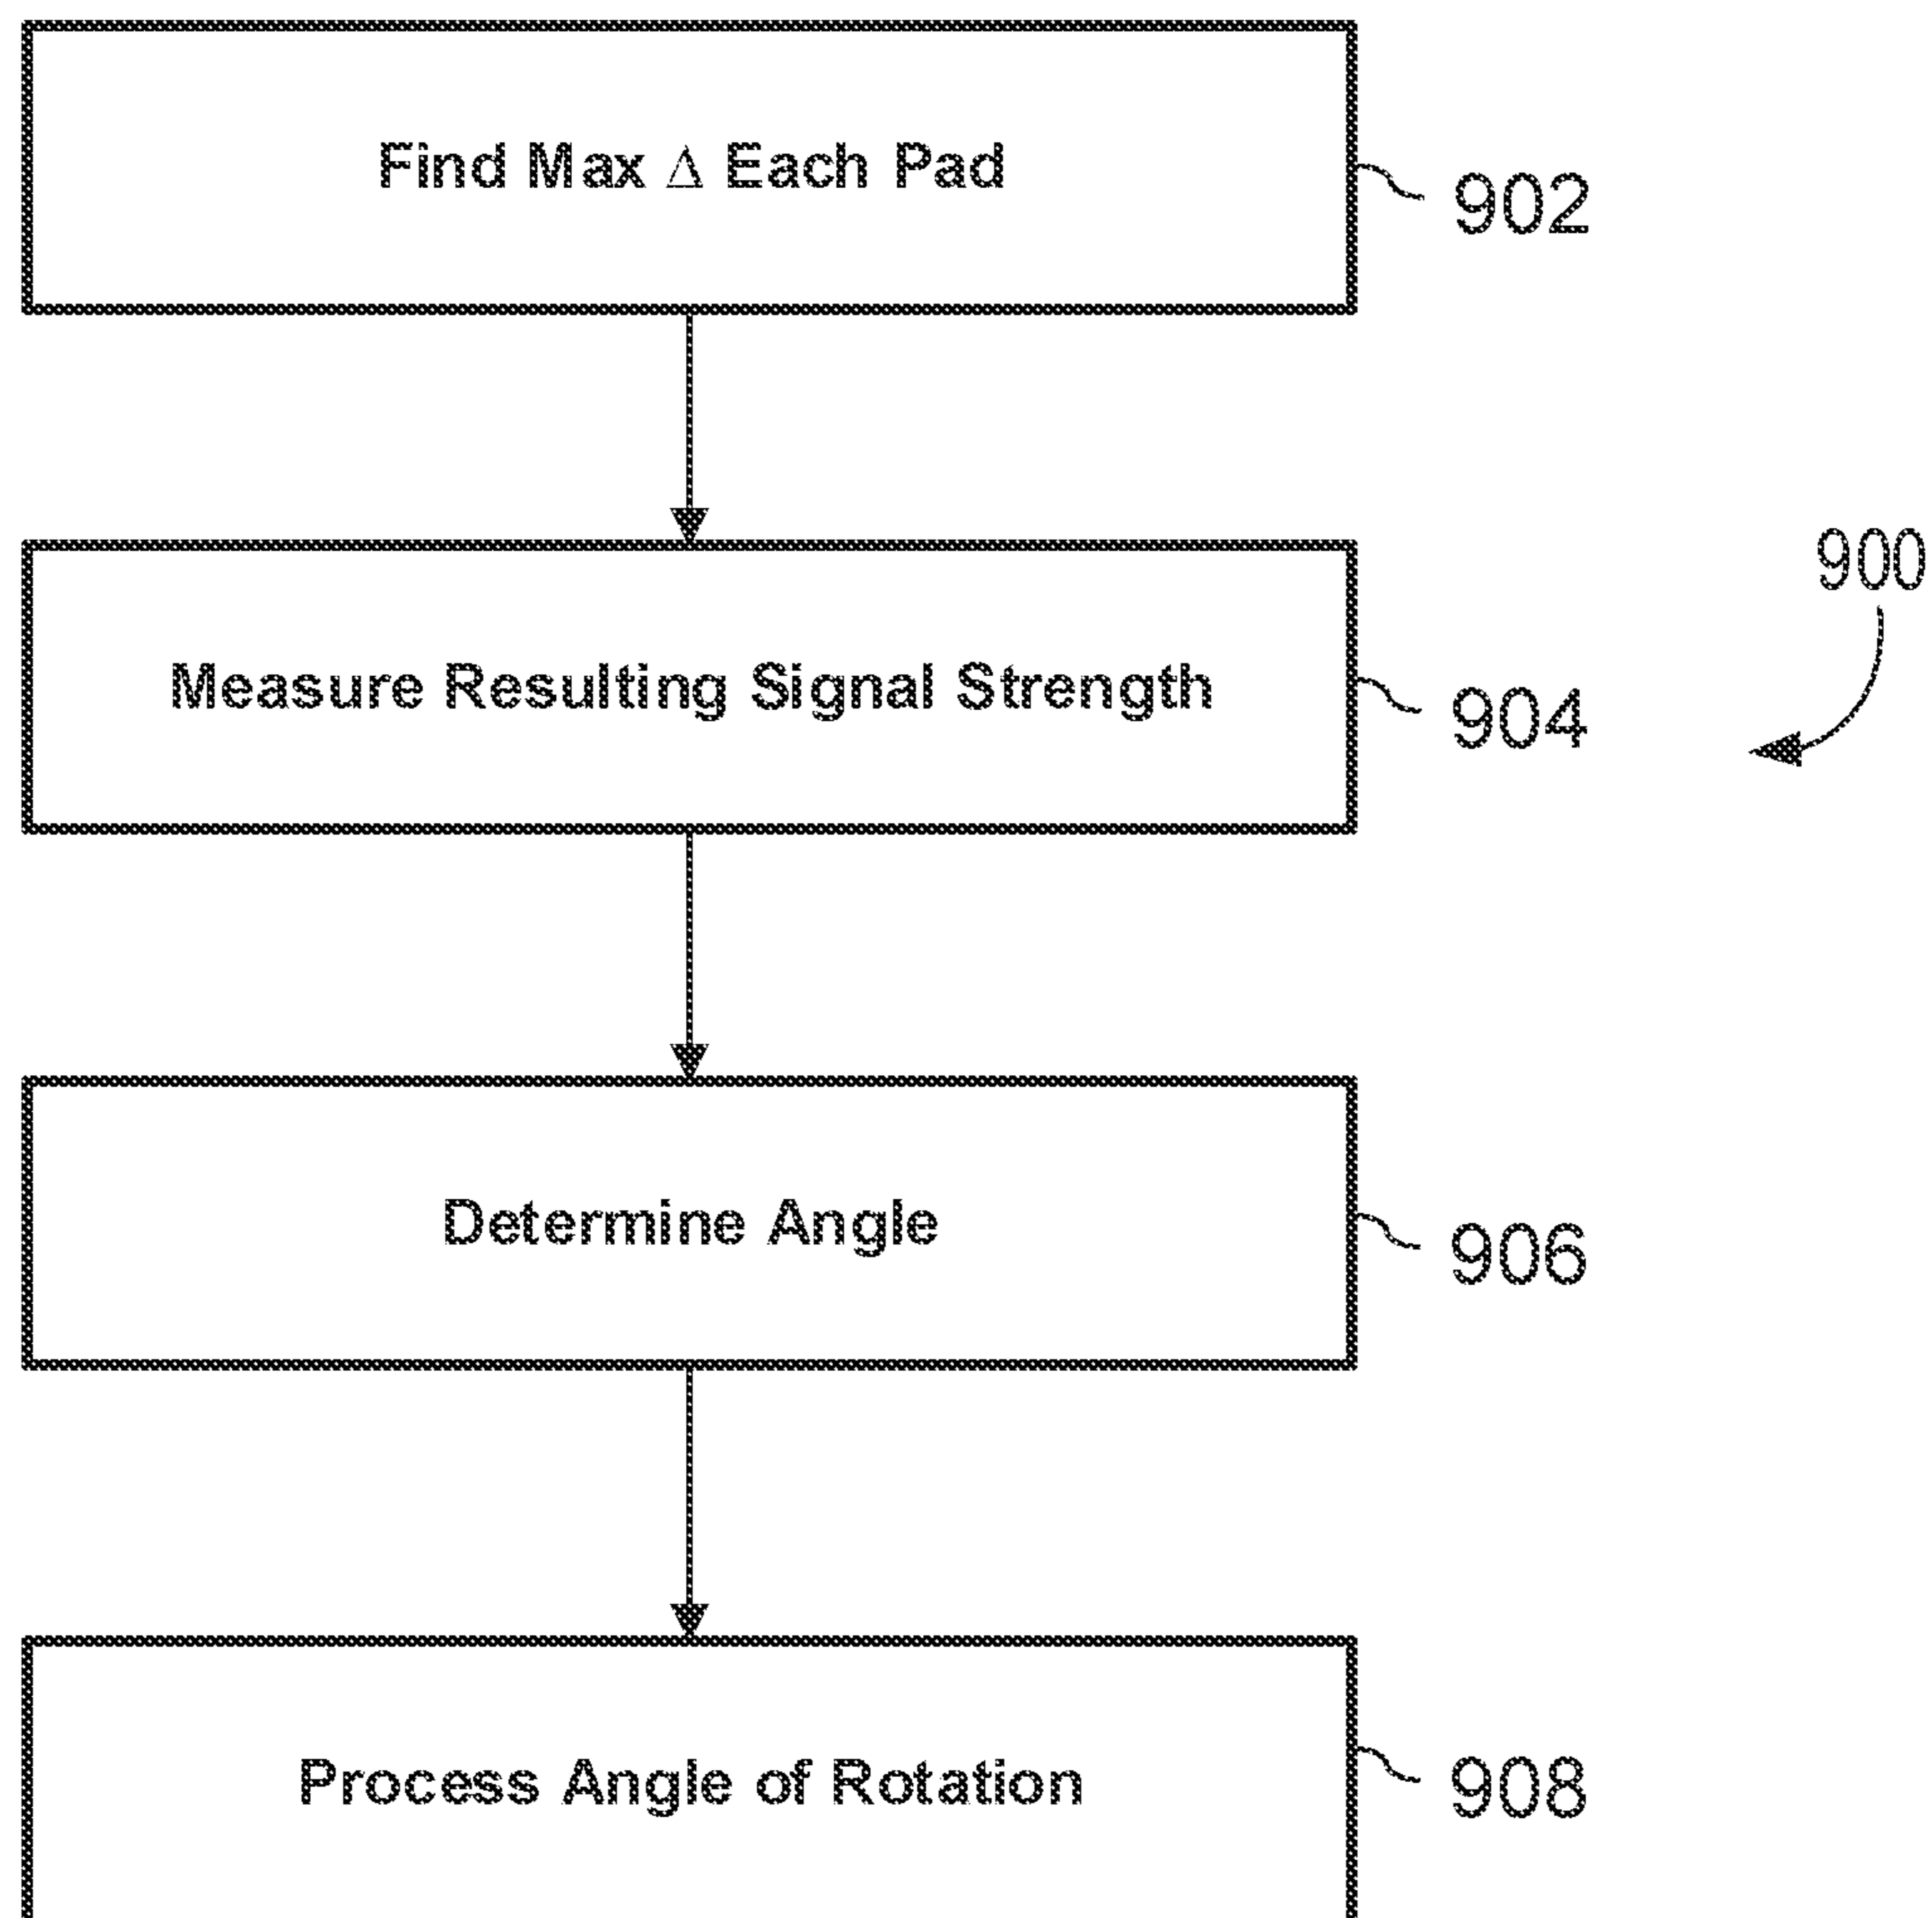 Find Max Δ Each Pad
902
900
Measure Resulting Signal Strength
904
Determine Angle
906
Process Angle of Rotation
908